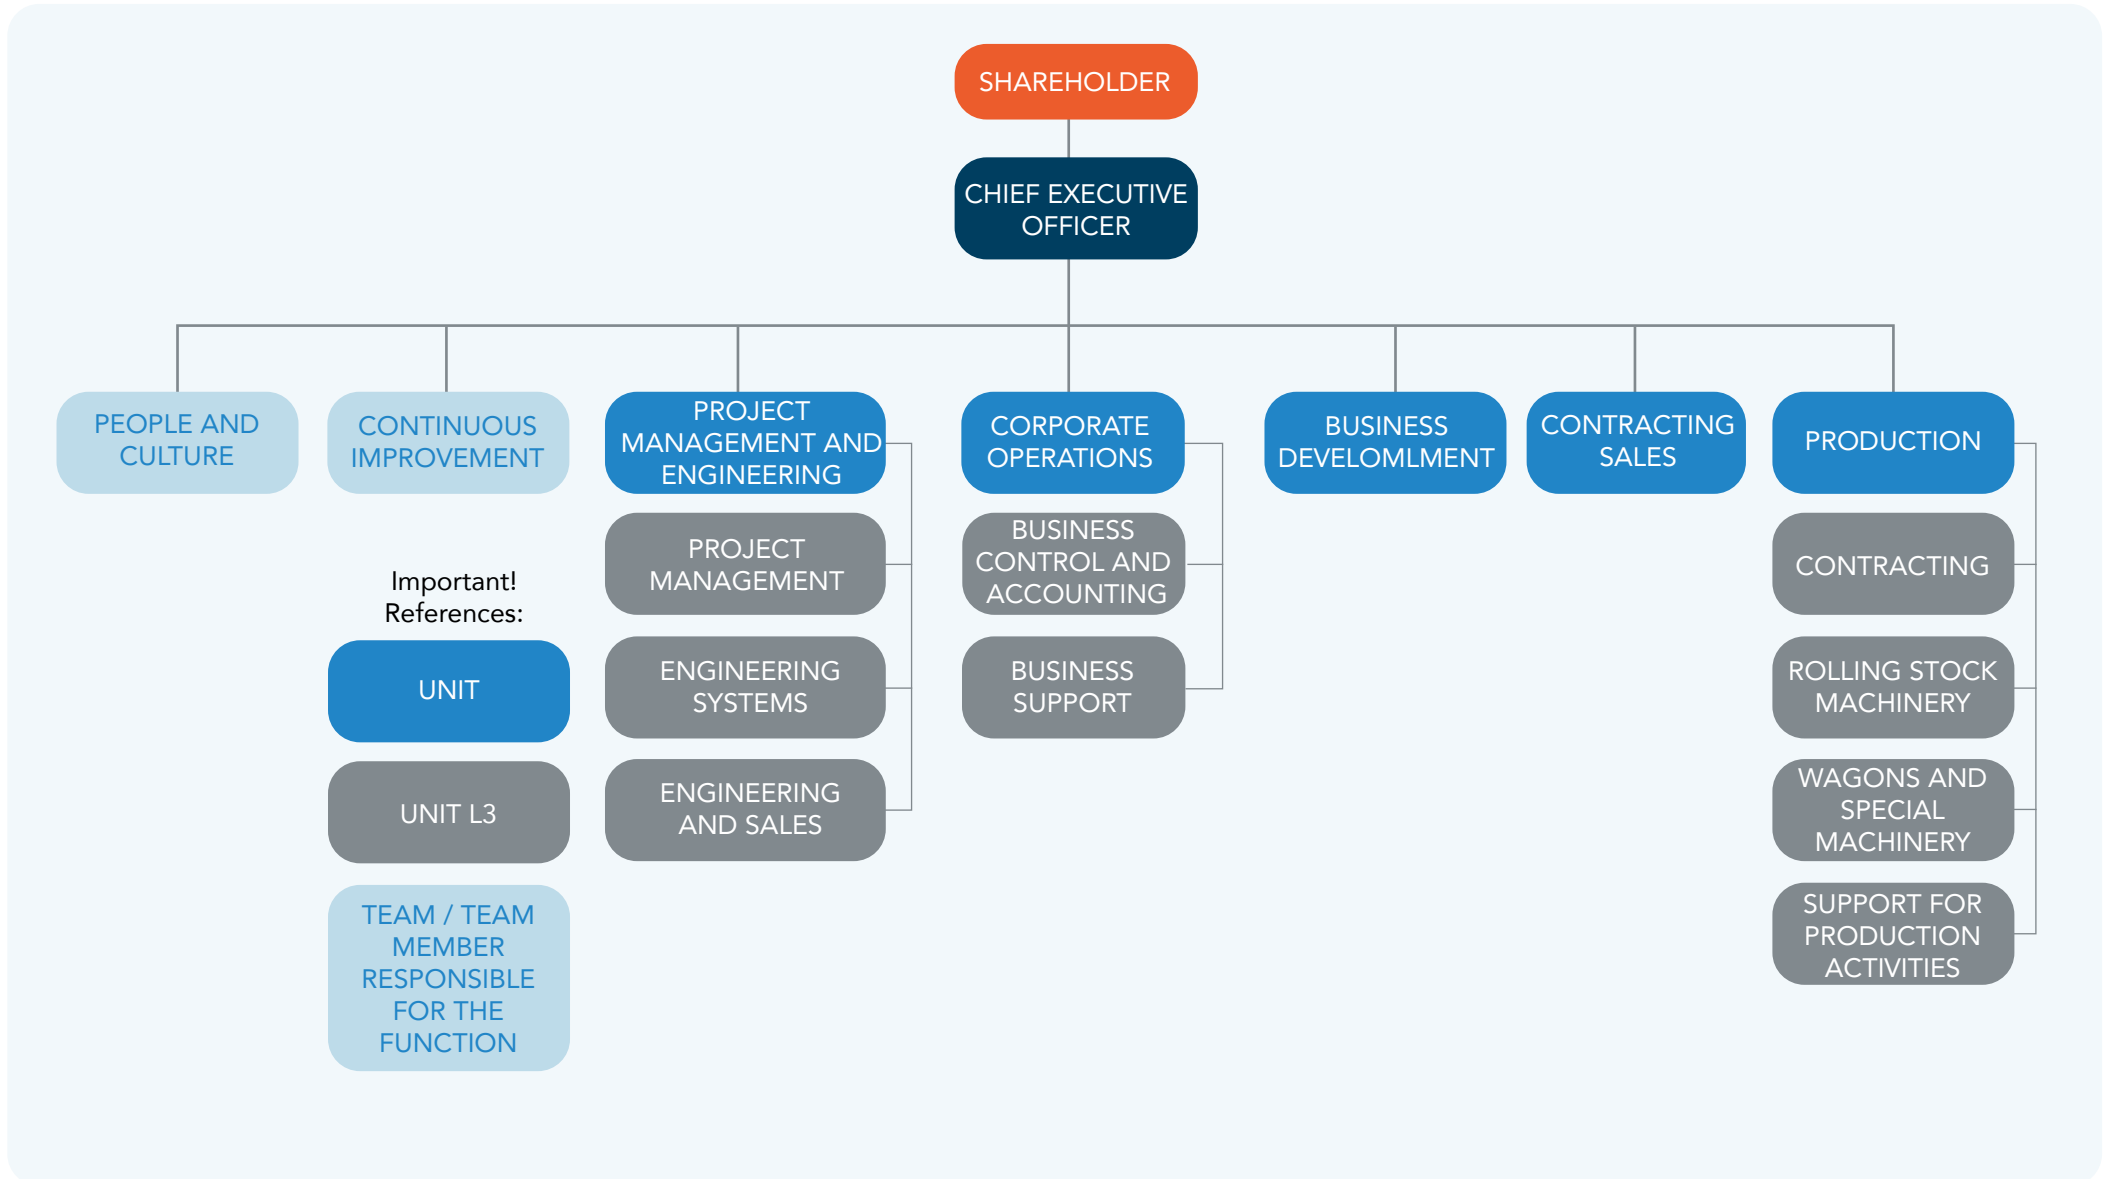 SHAREHOLDER
CHIEF EXECUTIVE
OFFICER
PEOPLE AND
CULTURE
CONTINUOUS
IMPROVEMENT
PROJECT
MANAGEMENT AND
ENGINEERING
CORPORATE
OPERATIONS
BUSINESS
DEVELOMLMENT
CONTRACTING
SALES
PRODUCTION
Important!
References:
UNIT
UNIT L3
TEAM / TEAM
MEMBER
RESPONSIBLE
FOR THE
FUNCTION
PROJECT
MANAGEMENT
ENGINEERING
SYSTEMS
ENGINEERING
AND SALES
BUSINESS
CONTROL AND
ACCOUNTING
BUSINESS
SUPPORT
CONTRACTING
ROLLING STOCK
MACHINERY
WAGONS AND
SPECIAL
MACHINERY
SUPPORT FOR
PRODUCTION
ACTIVITIES